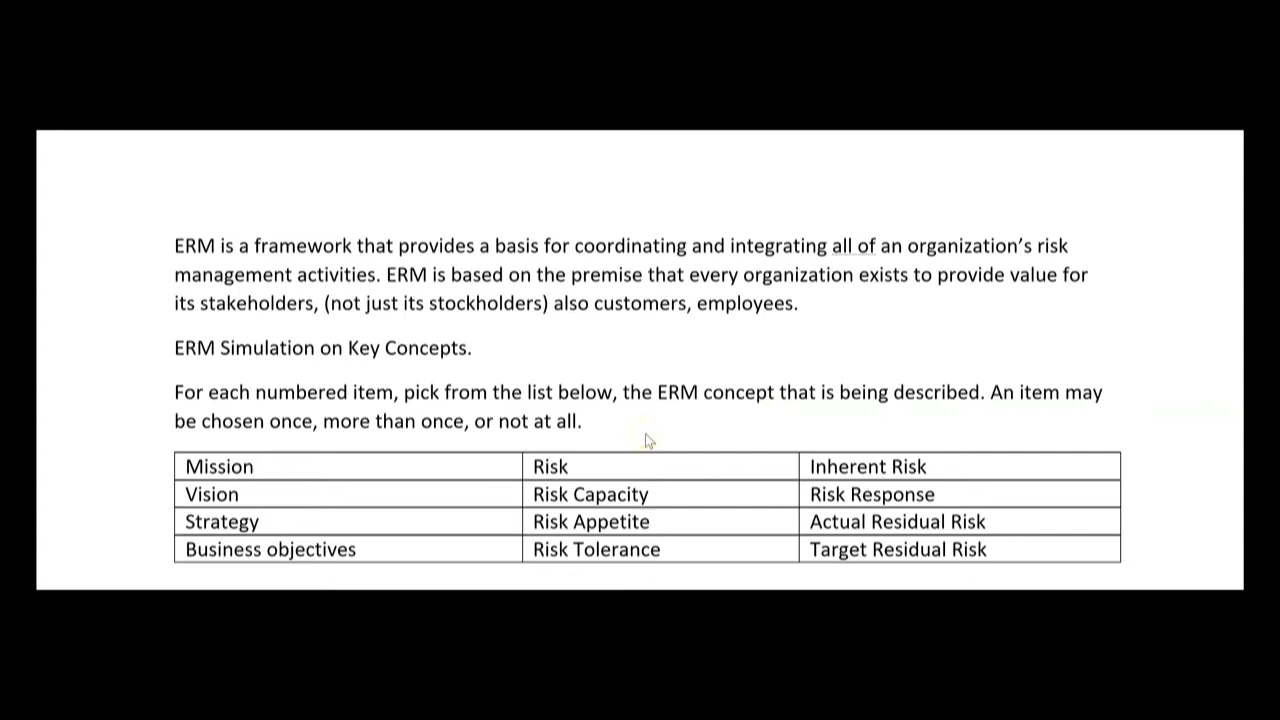 ERM is a framework that provides a basis for coordinating and integrating all of an organization's risk
management activities. ERM is based on the premise that every organization exists to provide value for
its stakeholders, (not just its stockholders) also customers, employees.
ERM Simulation on Key Concepts.
For each numbered item, pick from the list below, the ERM concept that is being described. An item may
be chosen once, more than once, or not at all.
Mission Risk Inherent Risk
Vision Risk Capacity Risk Response
Strategy Risk Appetite Actual Residual Risk
Business objectives Risk Tolerance Target Residual Risk